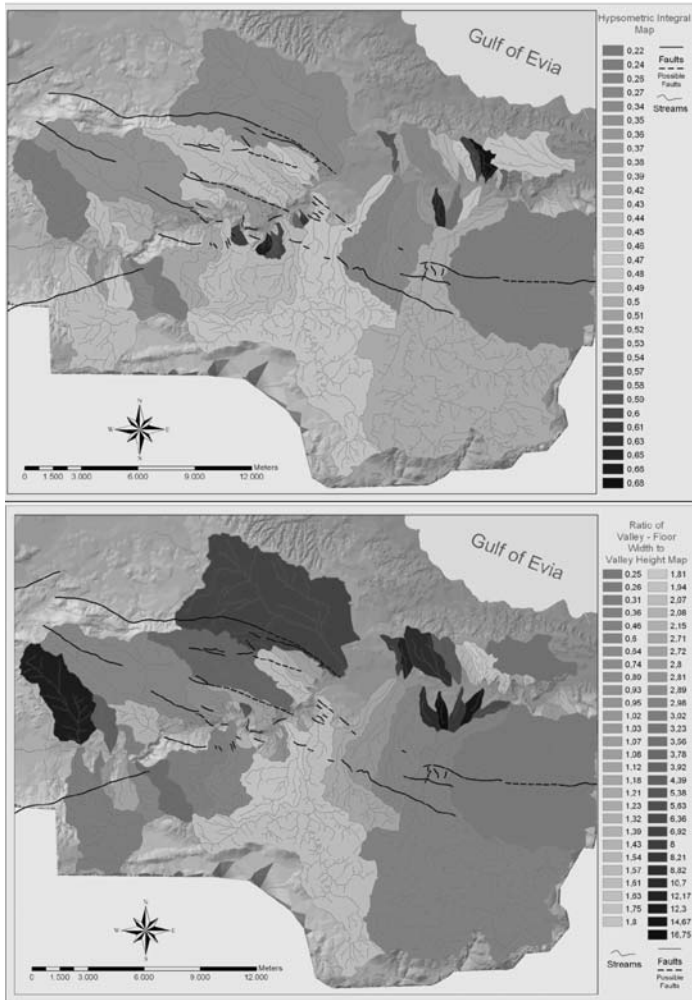 Hypsometric Integral
Map
Gulf of Evia
0,22
0,24
0,25
0,27
0,34
0,35
0,36
0,37
0,38
0,39
0,42
0,43
0,44
0,45
0,46
0,47
0,48
0,49
0,5
0,51
0,52
0,53
0,54
0,57
0,58
0,59
0,6
0,61
0,63
0,65
0,66
0,68
Faults
Possible
Faults
Streams
N
W E
S
0 1.500 3.000 6.000 9.000 12.000 Meters
Ratio of
Valley - Floor
Width to
Valley Height Map
Gulf of Evia
0,25 1,81
0,26 1,94
0,31 2,07
0,36 2,08
0,46 2,15
0,6 2,71
0,64 2,72
0,74 2,8
0,89 2,81
0,93 2,89
0,95 2,98
1,02 3,02
1,03 3,23
1,07 3,56
1,08 3,78
1,12 3,92
1,18 4,39
1,21 5,38
1,23 5,63
1,32 6,36
1,39 6,92
1,43 8
1,54 8,21
1,57 8,82
1,61 10,7
1,63 12,17
1,75 12,3
1,8 14,67
16,75
Streams
Faults
Possible
Faults
N
W E
S
0 1.500 3.000 6.000 9.000 12.000 Meters